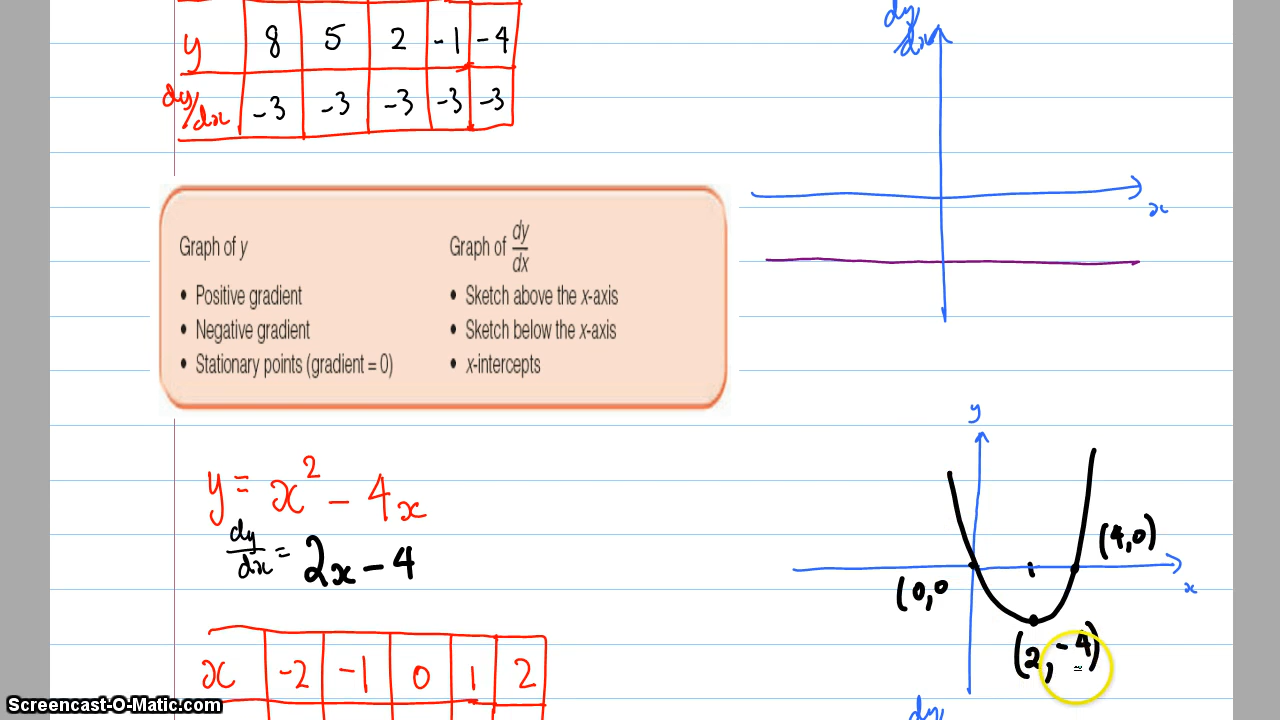 y 8 5 2 -1 -4
dy/dx -3 -3 -3 -3 -3
dy/dx
x
Graph of y
• Positive gradient
• Negative gradient
• Stationary points (gradient = 0)
Graph of dy/dx
• Sketch above the x-axis
• Sketch below the x-axis
• x-intercepts
y = x² - 4x
dy/dx = 2x - 4
y
(4,0)
x
(0,0
(2,-4)
x -2 -1 0 1 2
dy
Screencast-O-Matic.com